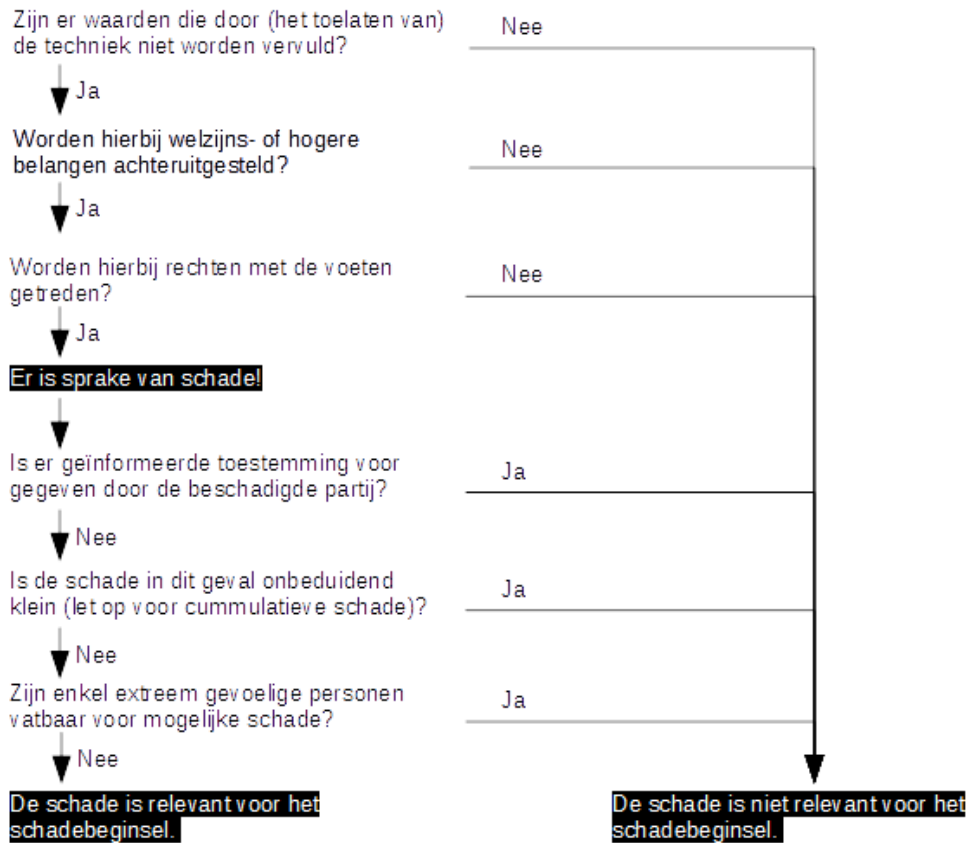 Zijn er waarden die door (het toelaten van)
de techniek niet worden vervuld?
Nee
Ja
Worden hierbij welzijns- of hogere
belangen achteruitgesteld?
Nee
Ja
Worden hierbij rechten met de voeten
getreden?
Nee
Ja
Er is sprake van schade!
Is er geïnformeerde toestemming voor
gegeven door de beschadigde partij?
Ja
Nee
Is de schade in dit geval onbeduidend
klein (let op voor cummulatieve schade)?
Ja
Nee
Zijn enkel extreem gevoelige personen
vatbaar voor mogelijke schade?
Ja
Nee
De schade is relevant voor het
schadebeginsel.
De schade is niet relevant voor het
schadebeginsel.